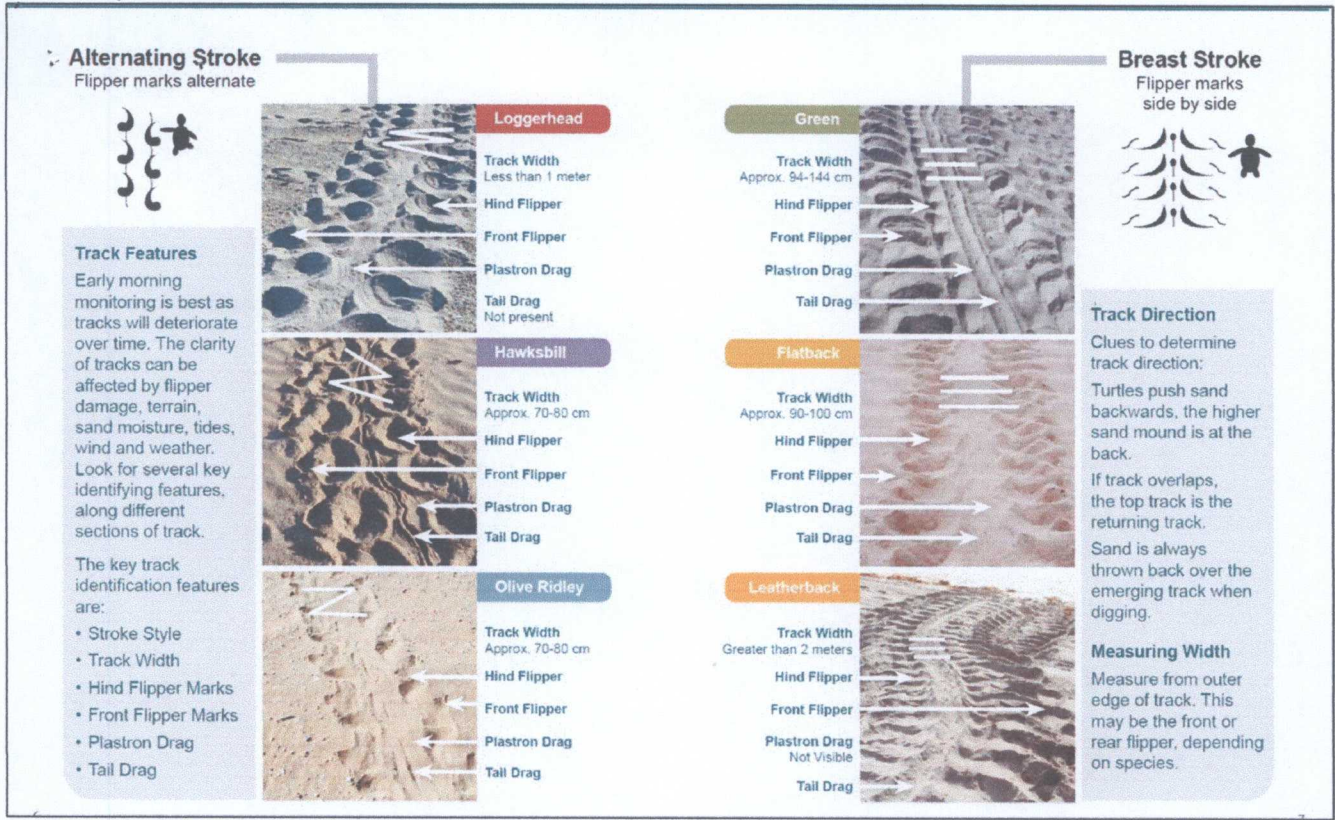 Alternating Stroke
Flipper marks alternate
Track Features
Early morning
monitoring is best as
tracks will deteriorate
over time. The clarity
of tracks can be
affected by flipper
damage, terrain,
sand moisture, tides,
wind and weather.
Look for several key
identifying features,
along different
sections of track.
The key track
identification features
are:
• Stroke Style
• Track Width
• Hind Flipper Marks
• Front Flipper Marks
• Plastron Drag
• Tail Drag
Loggerhead
Track Width
Less than 1 meter
Hind Flipper
Front Flipper
Plastron Drag
Tail Drag
Not present
Hawksbill
Track Width
Approx. 70-80 cm
Hind Flipper
Front Flipper
Plastron Drag
Tail Drag
Olive Ridley
Track Width
Approx. 70-80 cm
Hind Flipper
Front Flipper
Plastron Drag
Tail Drag
Green
Track Width
Approx. 94-144 cm
Hind Flipper
Front Flipper
Plastron Drag
Tail Drag
Flatback
Track Width
Approx. 90-100 cm
Hind Flipper
Front Flipper
Plastron Drag
Tail Drag
Leatherback
Track Width
Greater than 2 meters
Hind Flipper
Front Flipper
Plastron Drag
Not Visible
Tail Drag
Breast Stroke
Flipper marks
side by side
Track Direction
Clues to determine
track direction:
Turtles push sand
backwards, the higher
sand mound is at the
back.
If track overlaps,
the top track is the
returning track.
Sand is always
thrown back over the
emerging track when
digging.
Measuring Width
Measure from outer
edge of track. This
may be the front or
rear flipper, depending
on species.